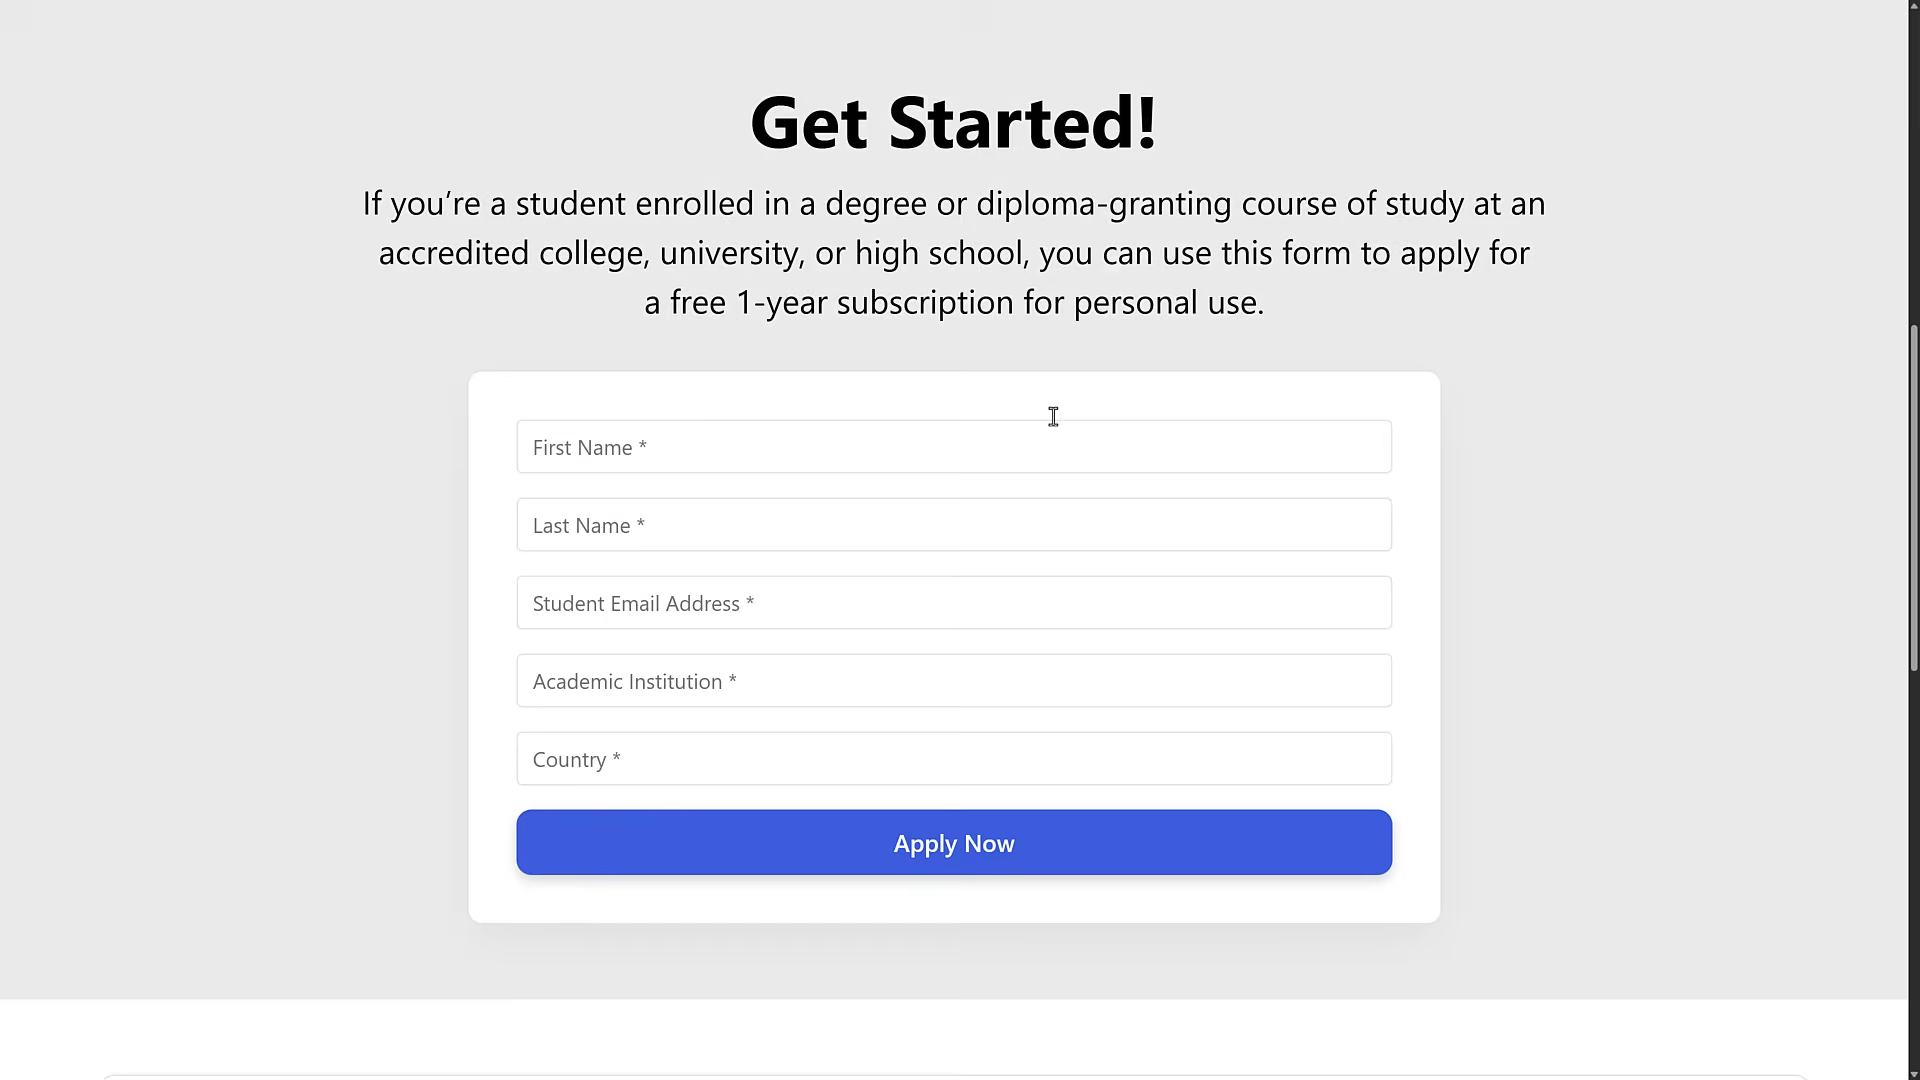 Get Started!
If you’re a student enrolled in a degree or diploma-granting course of study at an
accredited college, university, or high school, you can use this form to apply for
a free 1-year subscription for personal use.
First Name *
Last Name *
Student Email Address *
Academic Institution *
Country *
Apply Now